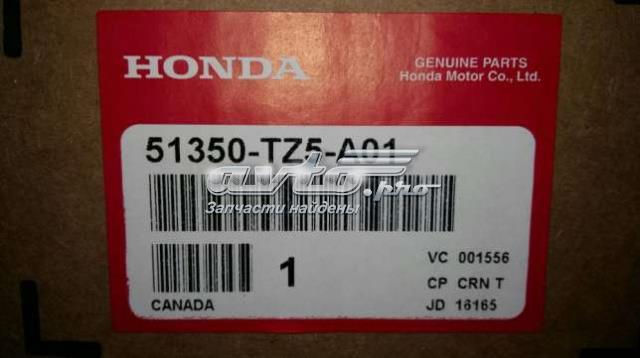 HONDA
GENUINE PARTS
Honda Motor Co., Ltd.
51350-TZ5-A01
avto.pro
Запчасти найдены
1
VC 001556
CP CRN T
CANADA
JD 16165